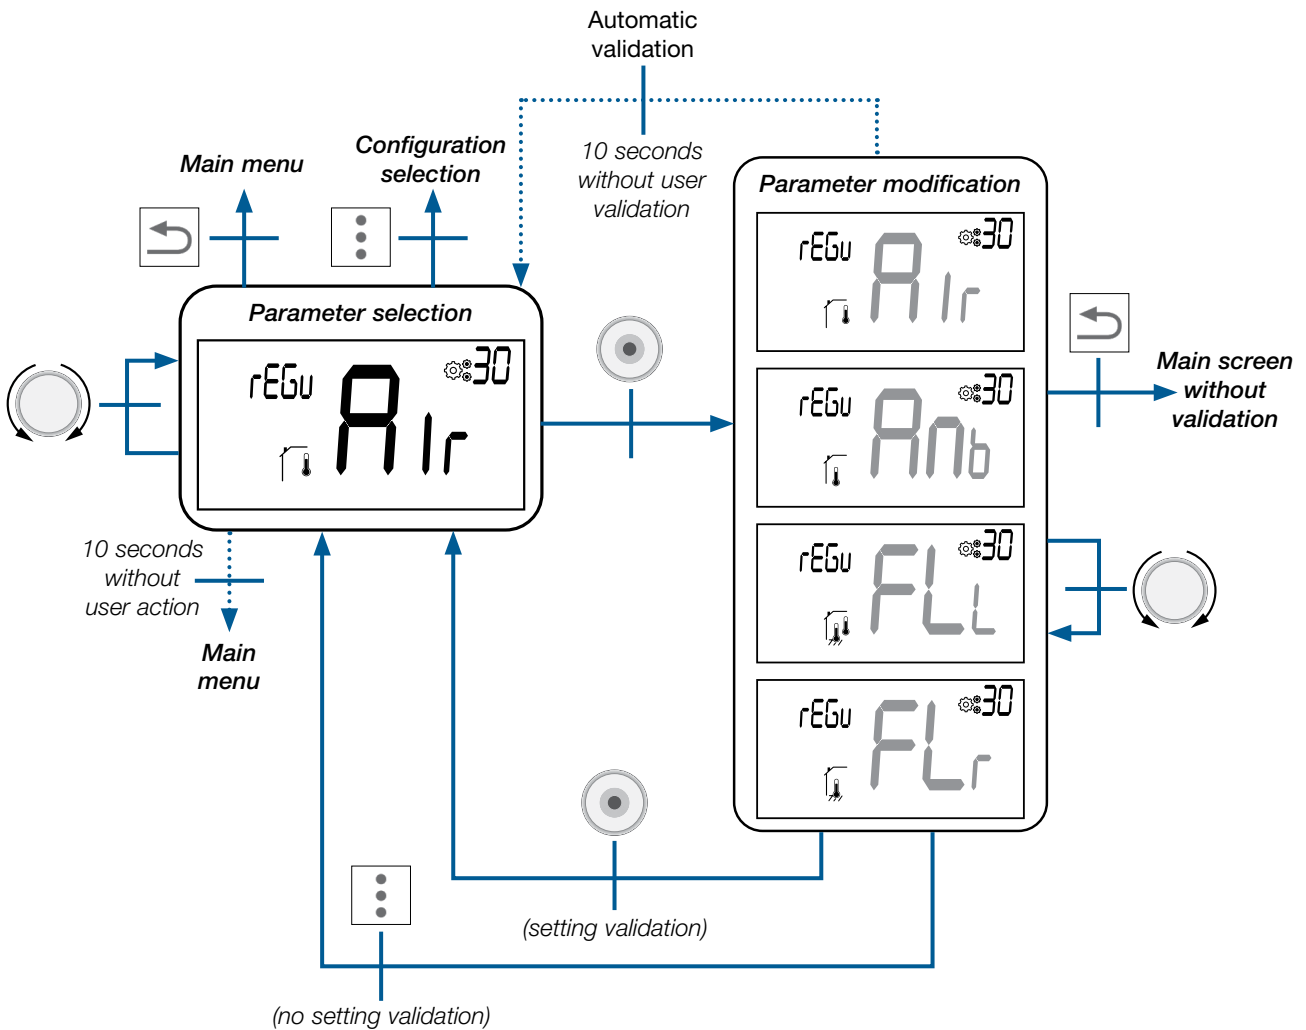 Automatic
validation
10 seconds
without user
validation
Main menu
Configuration
selection
Parameter selection
rEGu
30
AIr
10 seconds
without
user action
Main
menu
Parameter modification
rEGu
30
AIr
rEGu
30
Amb
rEGu
30
FLL
rEGu
30
FLr
Main screen
without
validation
(setting validation)
(no setting validation)